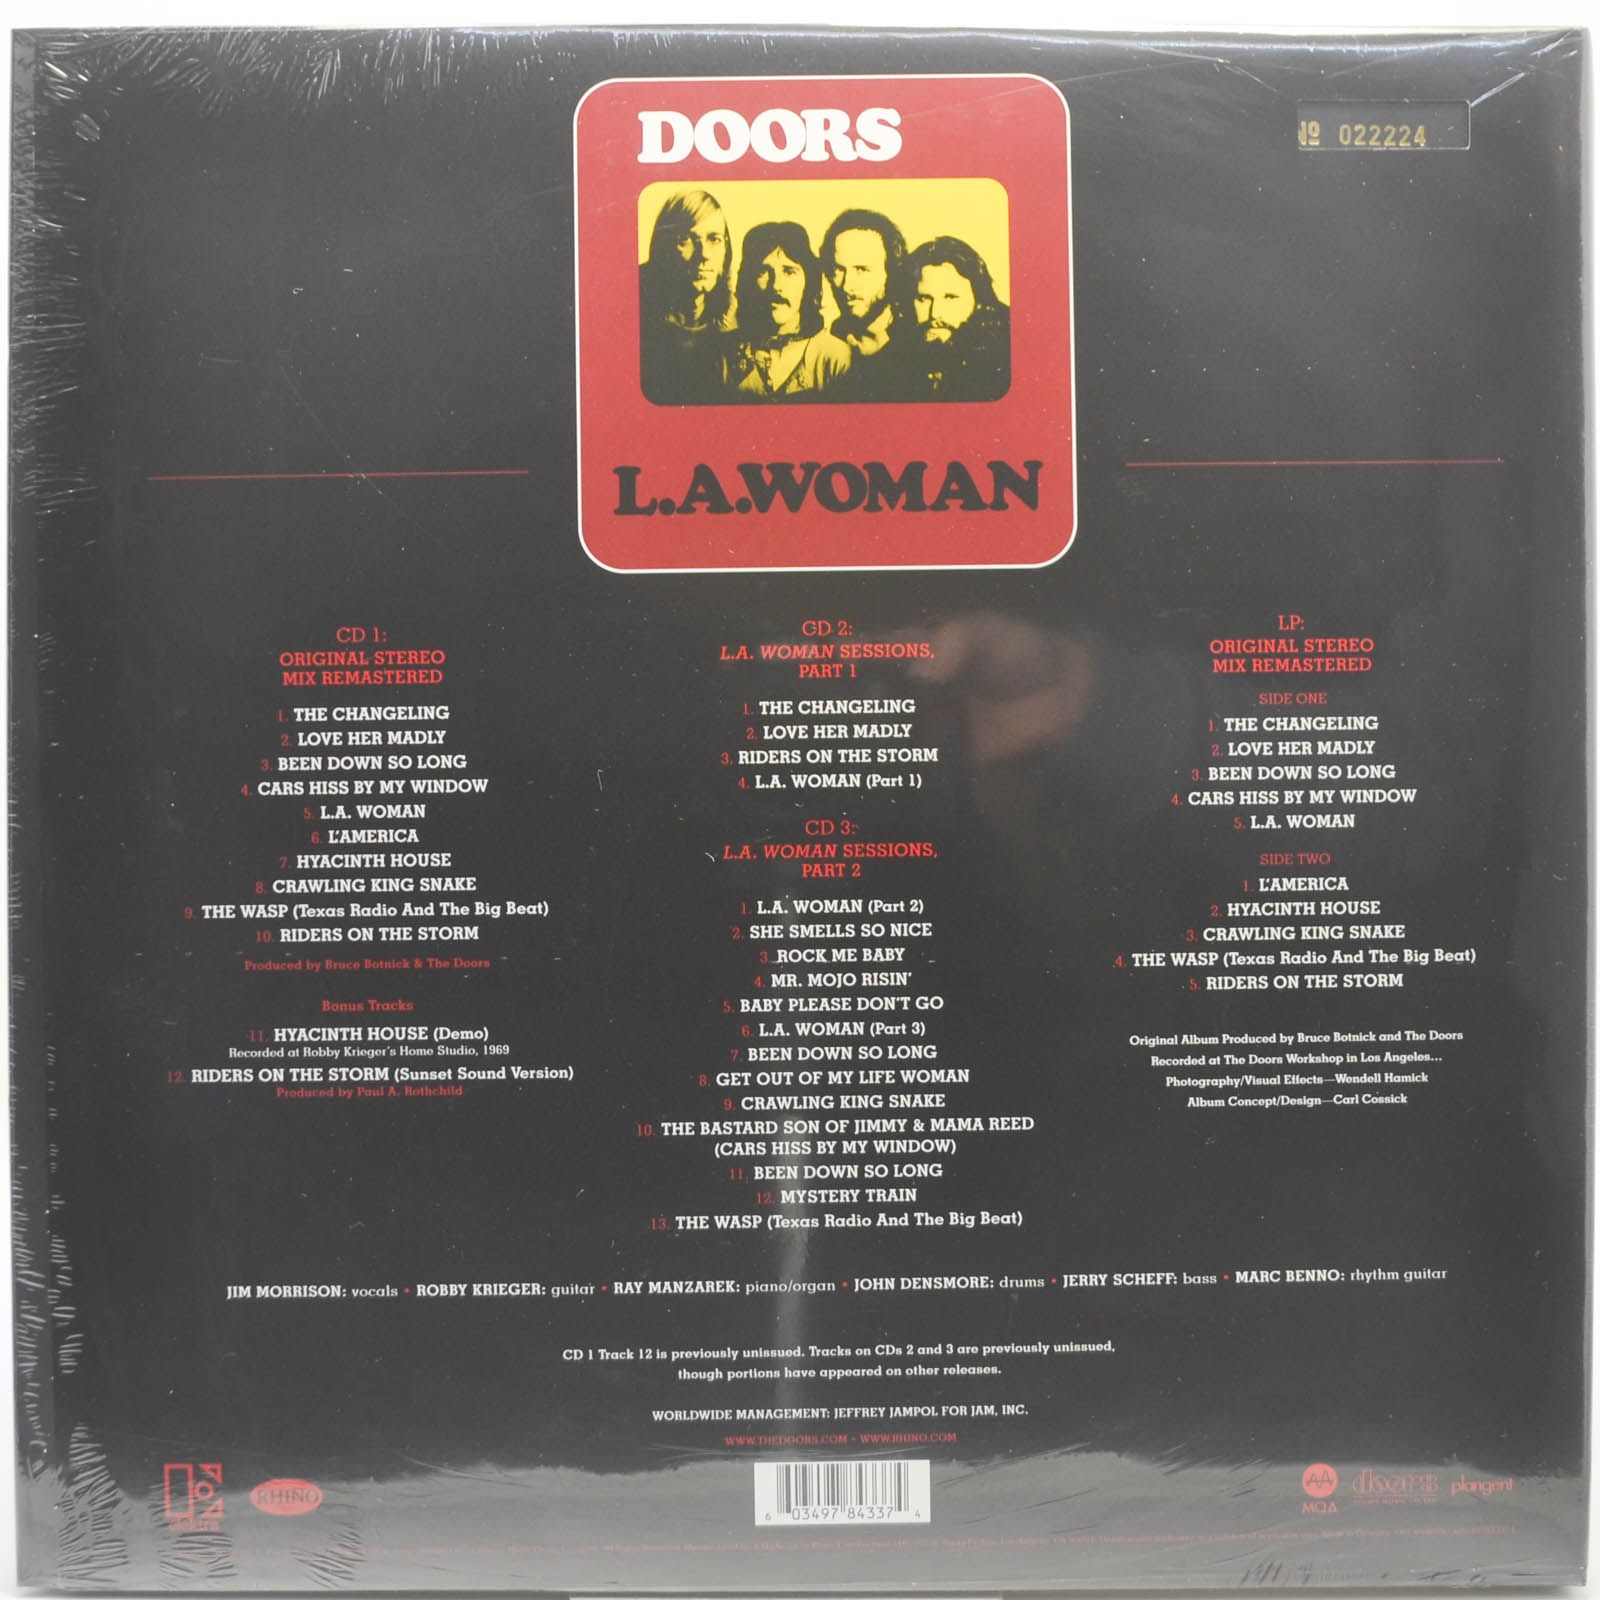 DOORS
Nº 022224
L.A.WOMAN
CD 1:
ORIGINAL STEREO
MIX REMASTERED
1. THE CHANGELING
2. LOVE HER MADLY
3. BEEN DOWN SO LONG
4. CARS HISS BY MY WINDOW
5. L.A. WOMAN
6. L'AMERICA
7. HYACINTH HOUSE
8. CRAWLING KING SNAKE
9. THE WASP (Texas Radio And The Big Beat)
10. RIDERS ON THE STORM
Produced by Bruce Botnick & The Doors
Bonus Tracks
11. HYACINTH HOUSE (Demo)
Recorded at Robby Krieger's Home Studio, 1969
12. RIDERS ON THE STORM (Sunset Sound Version)
Produced by Paul A. Rothchild
CD 2:
L.A. WOMAN SESSIONS,
PART 1
1. THE CHANGELING
2. LOVE HER MADLY
3. RIDERS ON THE STORM
4. L.A. WOMAN (Part 1)
CD 3:
L.A. WOMAN SESSIONS,
PART 2
1. L.A. WOMAN (Part 2)
2. SHE SMELLS SO NICE
3. ROCK ME BABY
4. MR. MOJO RISIN'
5. BABY PLEASE DON'T GO
6. L.A. WOMAN (Part 3)
7. BEEN DOWN SO LONG
8. GET OUT OF MY LIFE WOMAN
9. CRAWLING KING SNAKE
10. THE BASTARD SON OF JIMMY & MAMA REED
(CARS HISS BY MY WINDOW)
11. BEEN DOWN SO LONG
12. MYSTERY TRAIN
13. THE WASP (Texas Radio And The Big Beat)
LP:
ORIGINAL STEREO
MIX REMASTERED
SIDE ONE
1. THE CHANGELING
2. LOVE HER MADLY
3. BEEN DOWN SO LONG
4. CARS HISS BY MY WINDOW
5. L.A. WOMAN
SIDE TWO
1. L'AMERICA
2. HYACINTH HOUSE
3. CRAWLING KING SNAKE
4. THE WASP (Texas Radio And The Big Beat)
5. RIDERS ON THE STORM
Original Album Produced by Bruce Botnick and The Doors
Recorded at The Doors Workshop in Los Angeles...
Photography/Visual Effects—Wendell Hamick
Album Concept/Design—Carl Cossick
JIM MORRISON: vocals • ROBBY KRIEGER: guitar • RAY MANZAREK: piano/organ • JOHN DENSMORE: drums • JERRY SCHEFF: bass • MARC BENNO: rhythm guitar
CD 1 Track 12 is previously unissued. Tracks on CDs 2 and 3 are previously unissued,
though portions have appeared on other releases.
WORLDWIDE MANAGEMENT: JEFFREY JAMPOL FOR JAM, INC.
WWW.THEDOORS.COM • WWW.RHINO.COM
elektra
RHINO
6 03497 84337 4
MQA
doors
plangent